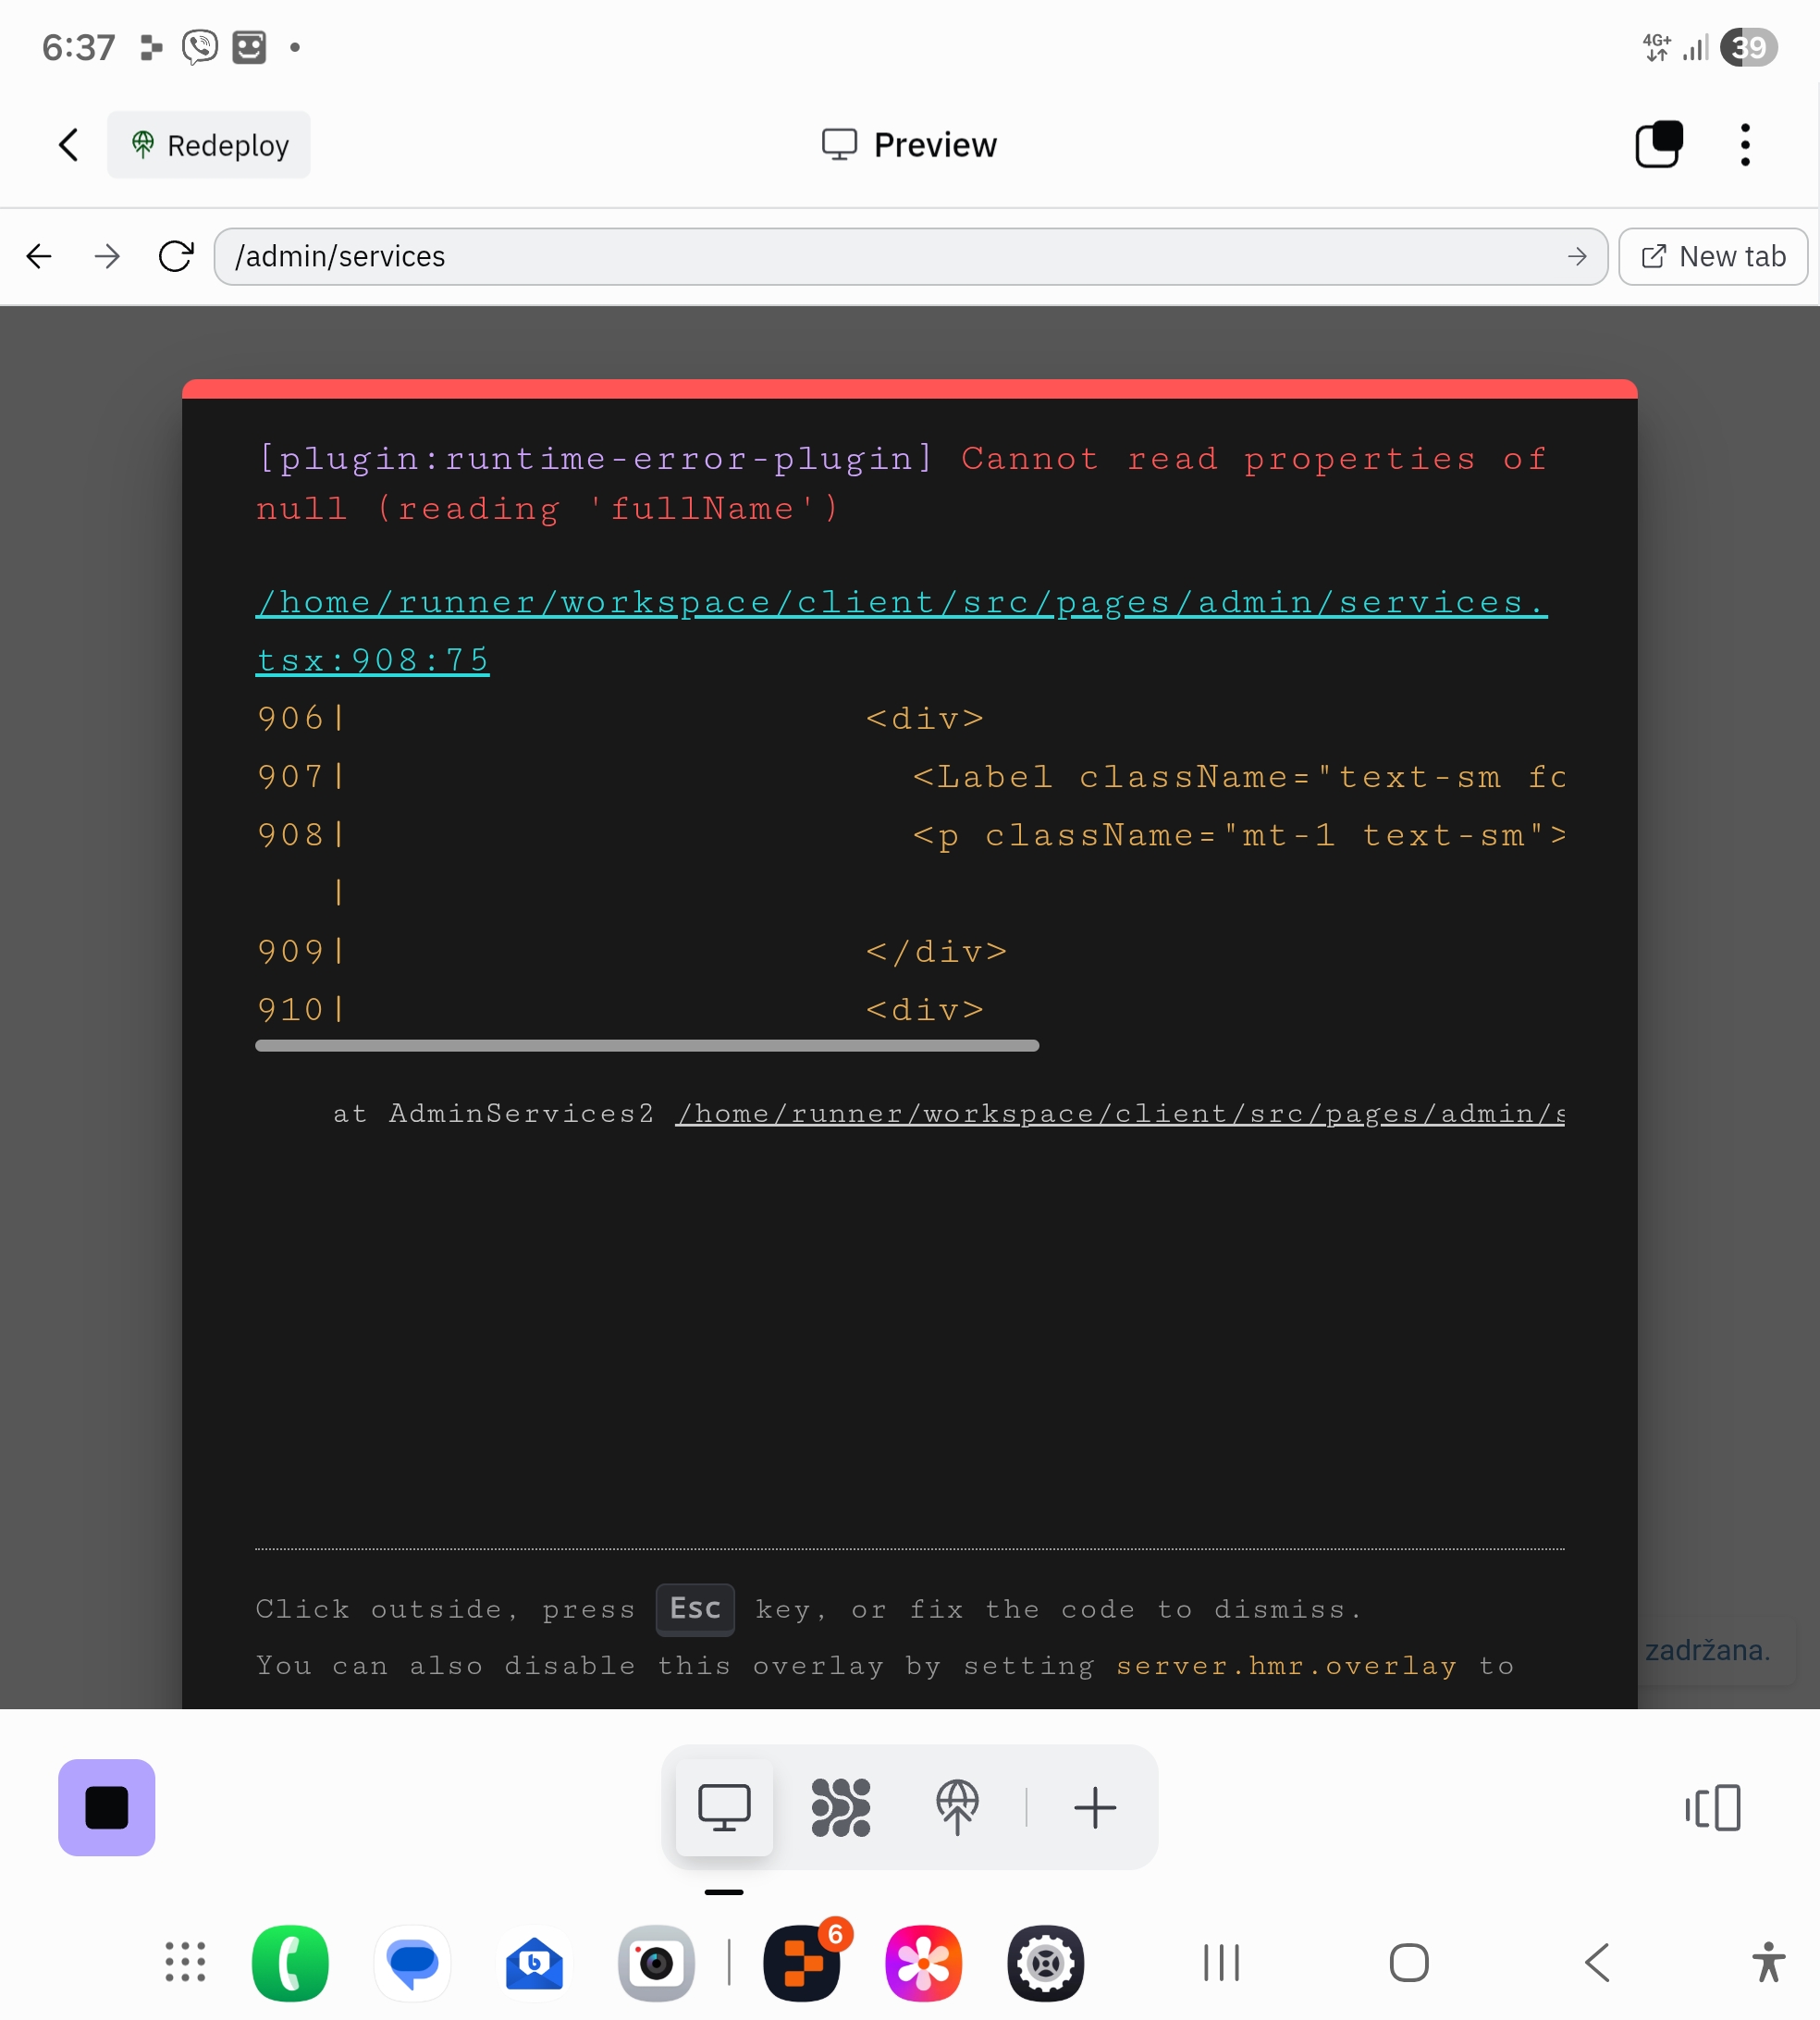 6:37
4G+
39
Redeploy
Preview
/admin/services
New tab
[plugin:runtime-error-plugin] Cannot read properties of
null (reading 'fullName')
/home/runner/workspace/client/src/pages/admin/services.
tsx:908:75
906|                      <div>
907|                        <Label className="text-sm fo
908|                        <p className="mt-1 text-sm">
   |
909|                      </div>
910|                      <div>
at AdminServices2 /home/runner/workspace/client/src/pages/admin/s
Click outside, press Esc key, or fix the code to dismiss.
You can also disable this overlay by setting server.hmr.overlay to
zadržana.
6